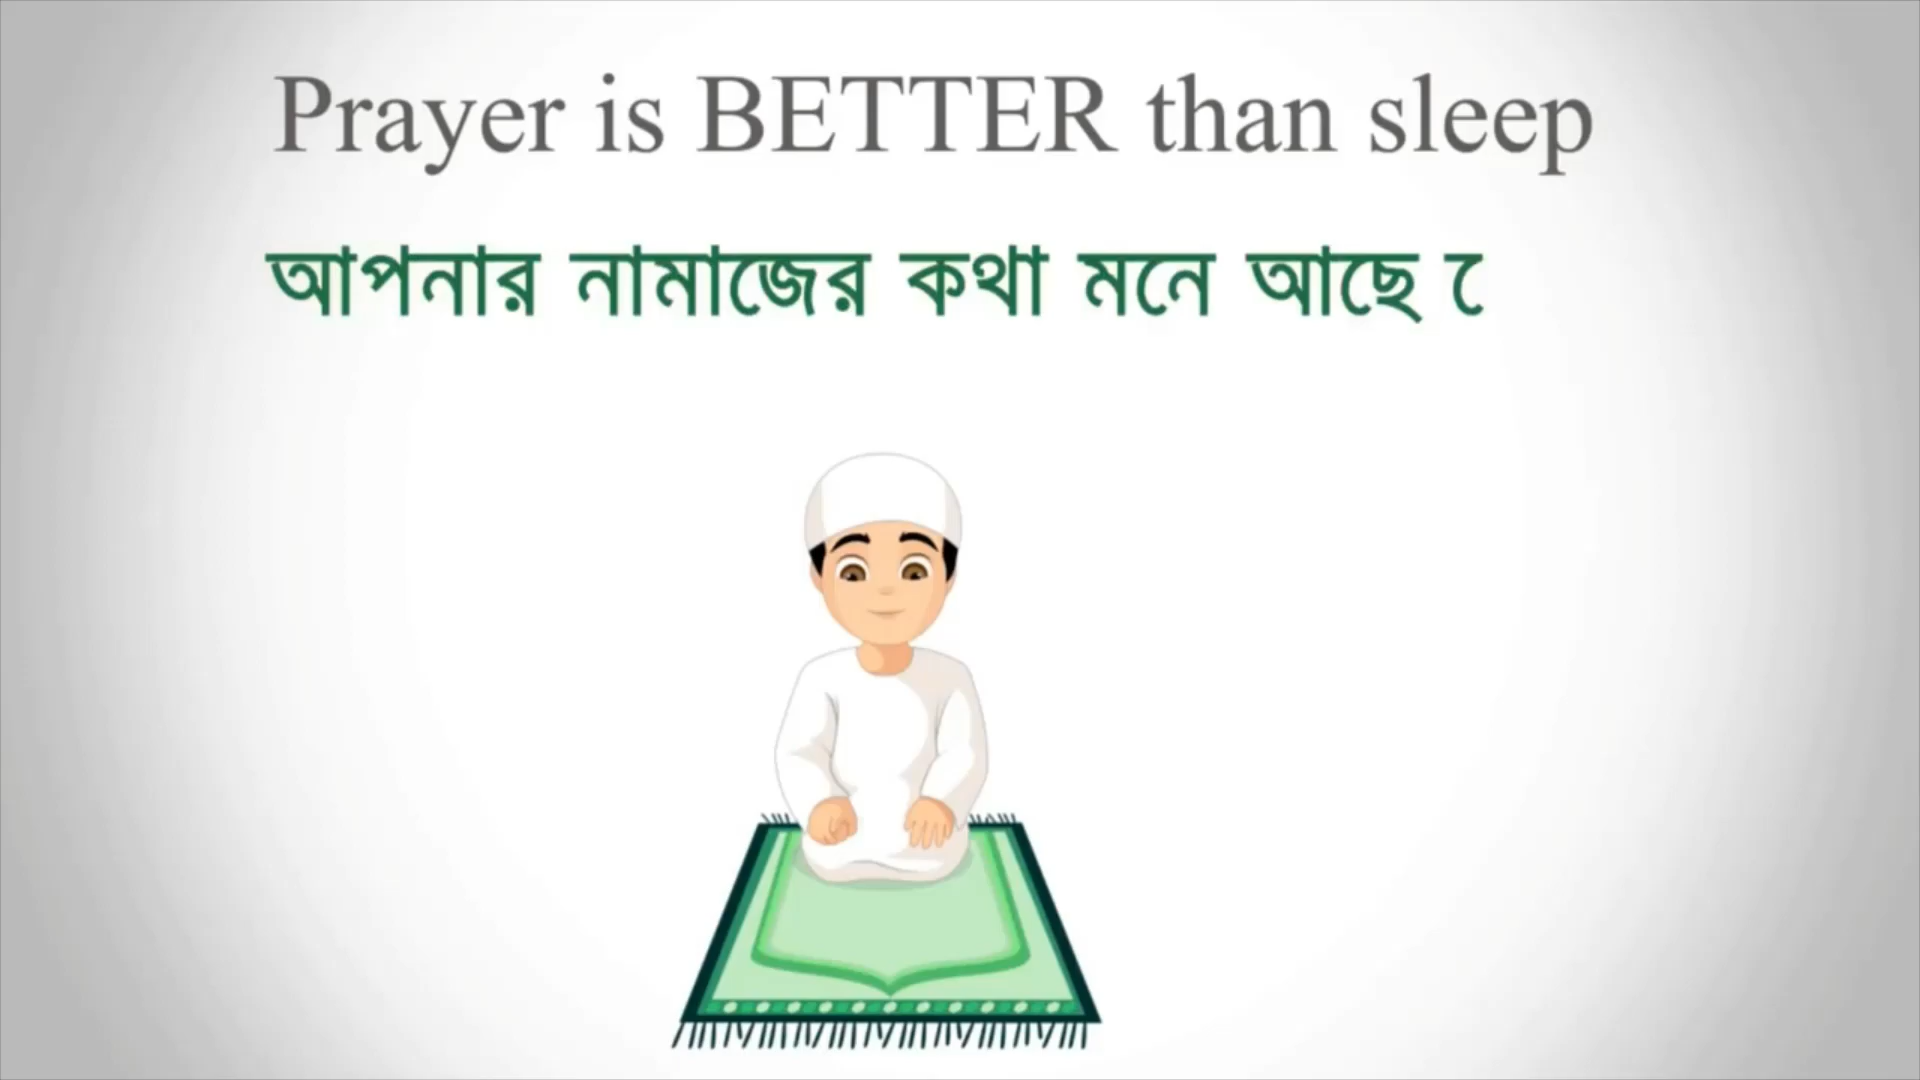 Prayer is BETTER than sleep
আপনার নামাজের কথা মনে আছে ে